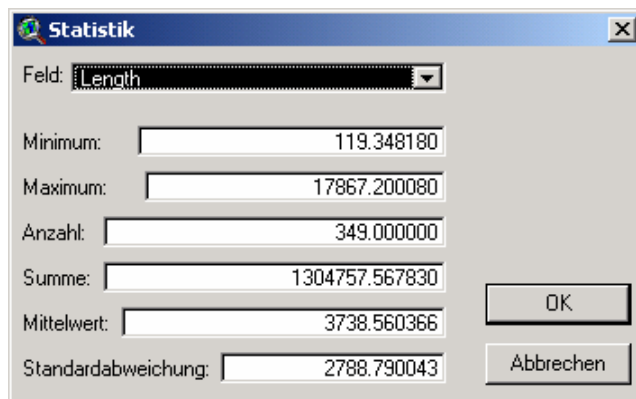 Statistik
Feld: Length
Minimum: 119.348180
Maximum: 17867.200080
Anzahl: 349.000000
Summe: 1304757.567830
Mittelwert: 3738.560366
Standardabweichung: 2788.790043
OK
Abbrechen